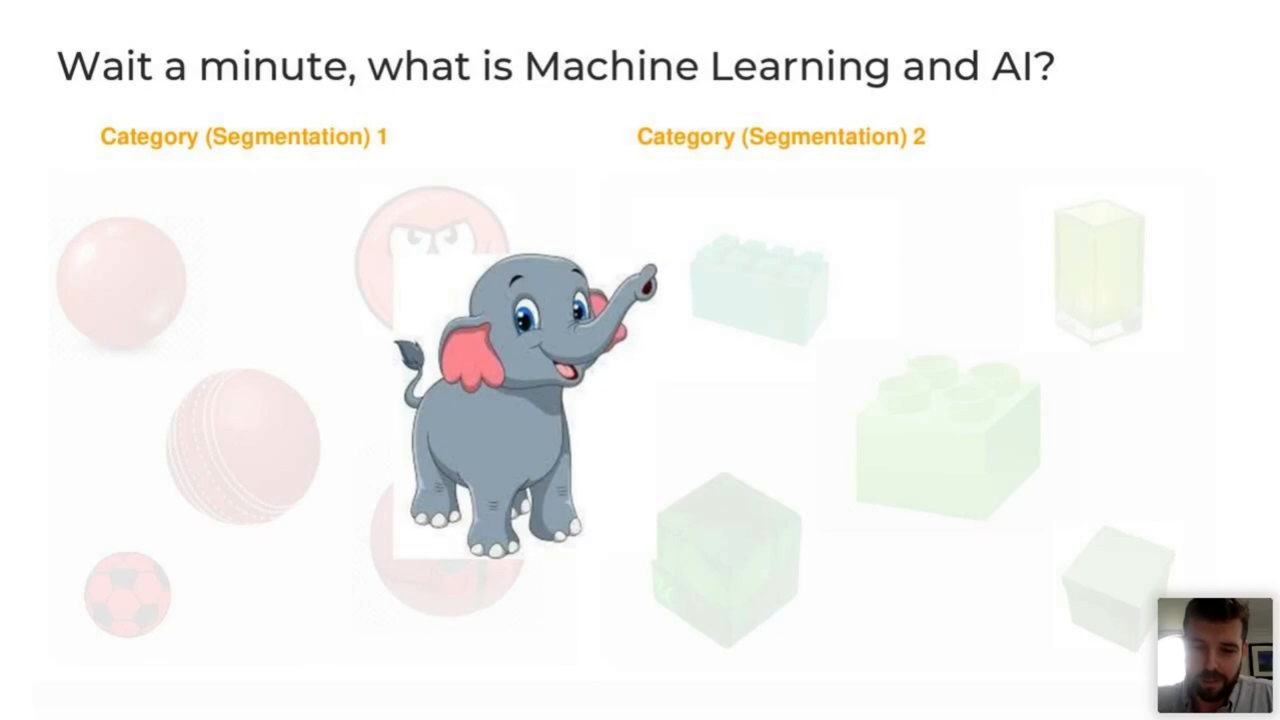 Wait a minute, what is Machine Learning and AI?
Category (Segmentation) 1
Category (Segmentation) 2